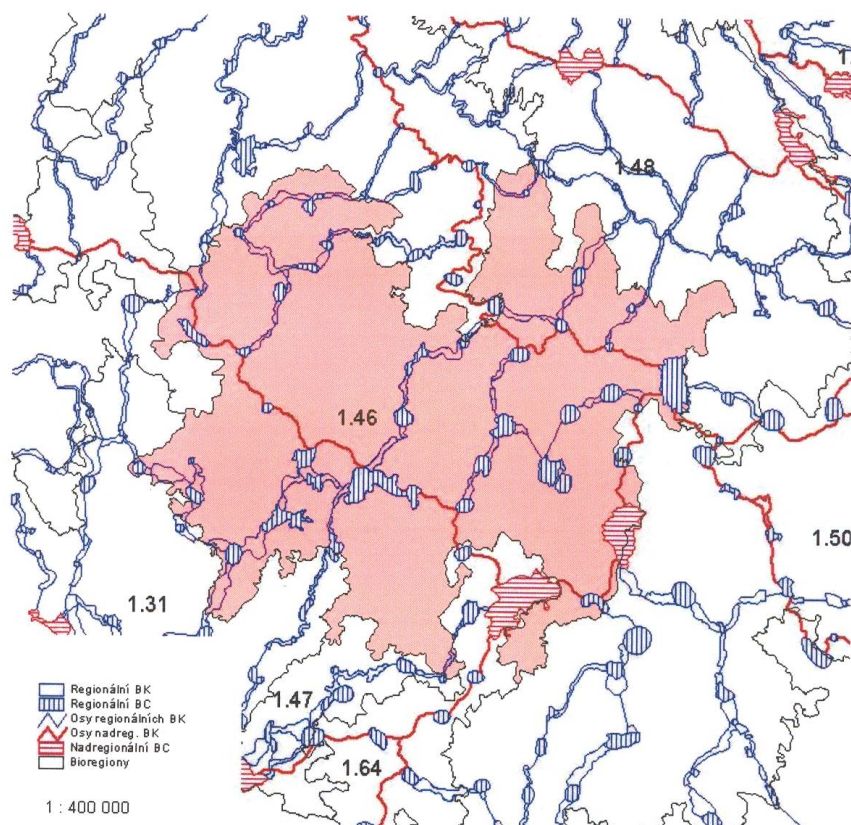 1.48
1.46
1.50
1.31
1.47
1.64
Regionální BK
Regionální BC
Osy regionálních BK
Osy nadreg. BK
Nadregionální BC
Bioregiony
1 : 400 000